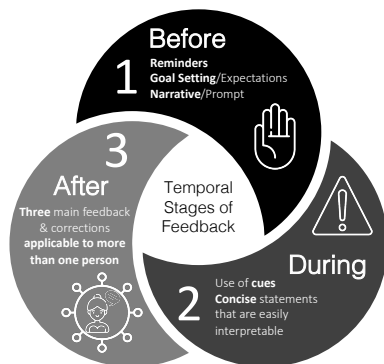 Before
1
Reminders
Goal Setting/Expectations
Narrative/Prompt
Temporal
Stages of
Feedback
During
2
Use of cues
Concise statements
that are easily
interpretable
3
After
Three main feedback
& corrections
applicable to more
than one person